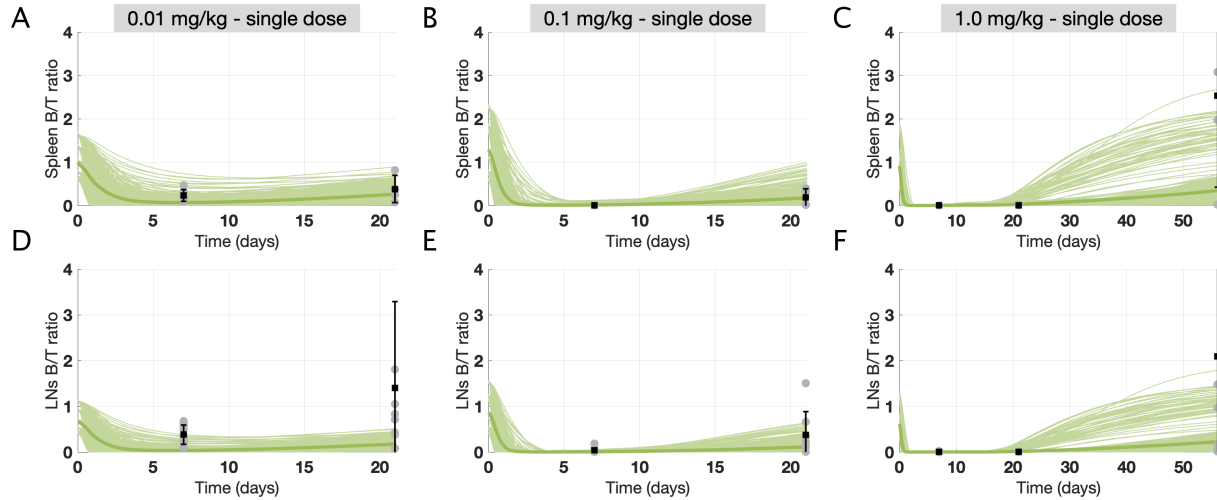 A
0.01 mg/kg - single dose
B
0.1 mg/kg - single dose
C
1.0 mg/kg - single dose
Spleen B/T ratio
4
3
2
1
0
0 5 10 15 20
Time (days)
Spleen B/T ratio
4
3
2
1
0
0 5 10 15 20
Time (days)
Spleen B/T ratio
4
3
2
1
0
0 10 20 30 40 50
Time (days)
D
E
F
LNs B/T ratio
4
3
2
1
0
0 5 10 15 20
Time (days)
LNs B/T ratio
4
3
2
1
0
0 5 10 15 20
Time (days)
LNs B/T ratio
4
3
2
1
0
0 10 20 30 40 50
Time (days)